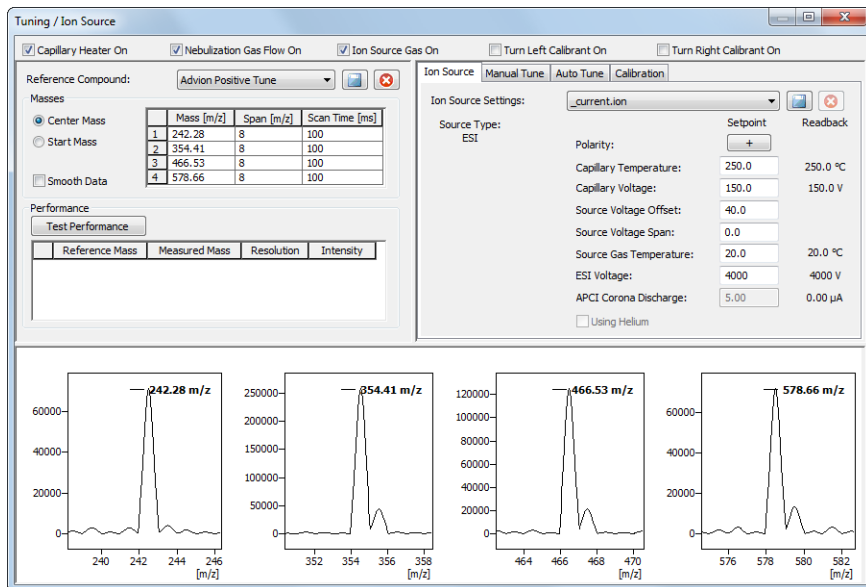 Tuning / Ion Source
Capillary Heater On Nebulization Gas Flow On Ion Source Gas On Turn Left Calibrant On Turn Right Calibrant On
Reference Compound: Advion Positive Tune
Masses
Center Mass
Start Mass
Smooth Data
Mass [m/z] Span [m/z] Scan Time [ms]
1 242.28 8 100
2 354.41 8 100
3 466.53 8 100
4 578.66 8 100
Performance
Test Performance
Reference Mass Measured Mass Resolution Intensity
Ion Source Manual Tune Auto Tune Calibration
Ion Source Settings: _current.ion
Source Type: Setpoint Readback
ESI
Polarity: +
Capillary Temperature: 250.0 250.0 ºC
Capillary Voltage: 150.0 150.0 V
Source Voltage Offset: 40.0
Source Voltage Span: 0.0
Source Gas Temperature: 20.0 20.0 ºC
ESI Voltage: 4000 4000 V
APCI Corona Discharge: 5.00 0.00 µA
Using Helium
242.28 m/z
60000
40000
20000
0
240 242 244 246
[m/z]
354.41 m/z
250000
200000
150000
100000
50000
0
352 354 356 358
[m/z]
466.53 m/z
120000
100000
80000
60000
40000
20000
0
464 466 468 470
[m/z]
578.66 m/z
60000
40000
20000
0
576 578 580 582
[m/z]